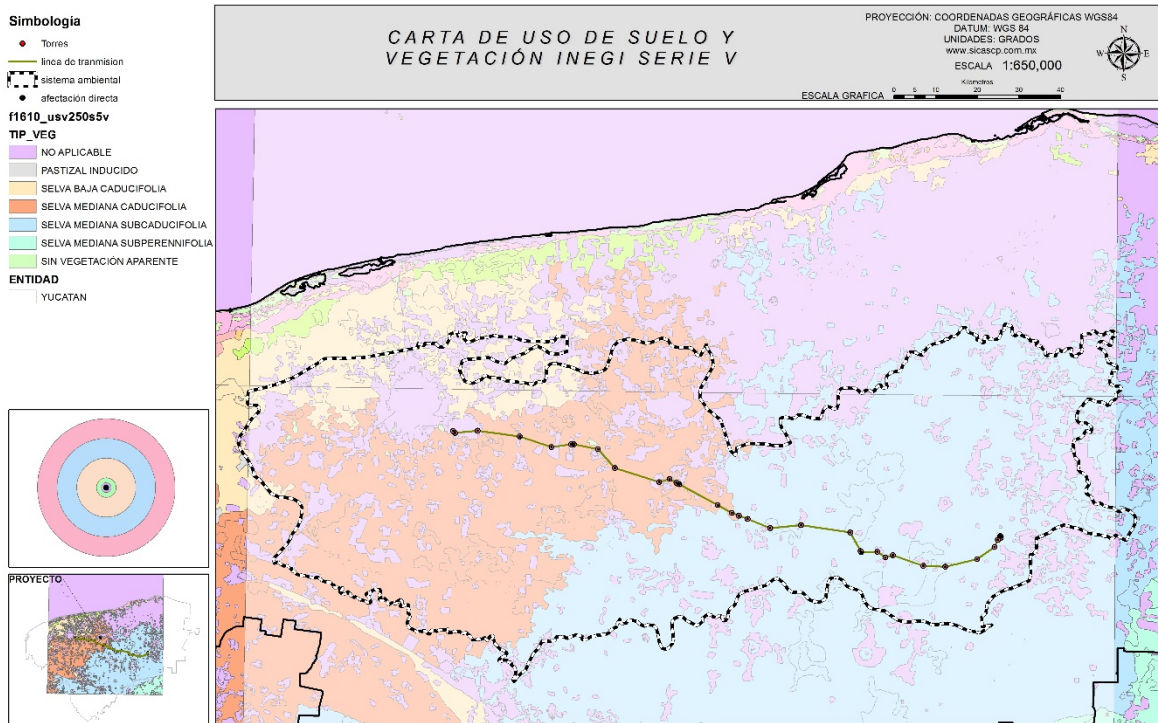 Simbología
Torres
linea de tranmision
sistema ambiental
afectación directa
f1610_usv250s5v
TIP_VEG
NO APLICABLE
PASTIZAL INDUCIDO
SELVA BAJA CADUCIFOLIA
SELVA MEDIANA CADUCIFOLIA
SELVA MEDIANA SUBCADUCIFOLIA
SELVA MEDIANA SUBPERENNIFOLIA
SIN VEGETACIÓN APARENTE
ENTIDAD
YUCATAN
PROYECTO
CARTA DE USO DE SUELO Y
VEGETACIÓN INEGI SERIE V
PROYECCIÓN: COORDENADAS GEOGRÁFICAS WGS84
DATUM: WGS 84
UNIDADES: GRADOS
www.sicascp.com.mx
ESCALA 1:650,000
Kilometros
ESCALA GRAFICA 0 5 10 20 30 40
N
W E
S